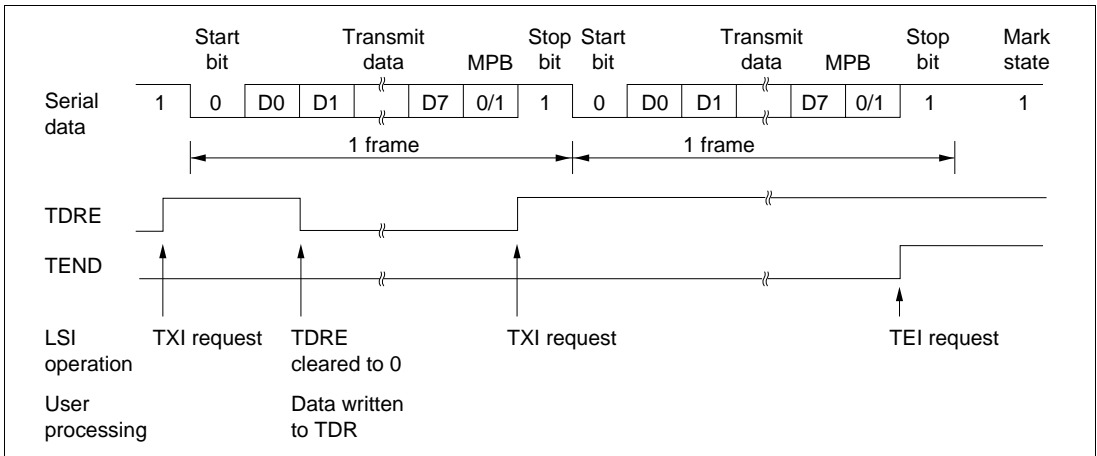 Start bit Transmit data MPB Stop bit Start bit Transmit data MPB Stop bit Mark state
Serial data 1 0 D0 D1 D7 0/1 1 0 D0 D1 D7 0/1 1 1
1 frame 1 frame
TDRE
TEND
LSI operation TXI request TDRE cleared to 0 TXI request TEI request
User processing Data written to TDR